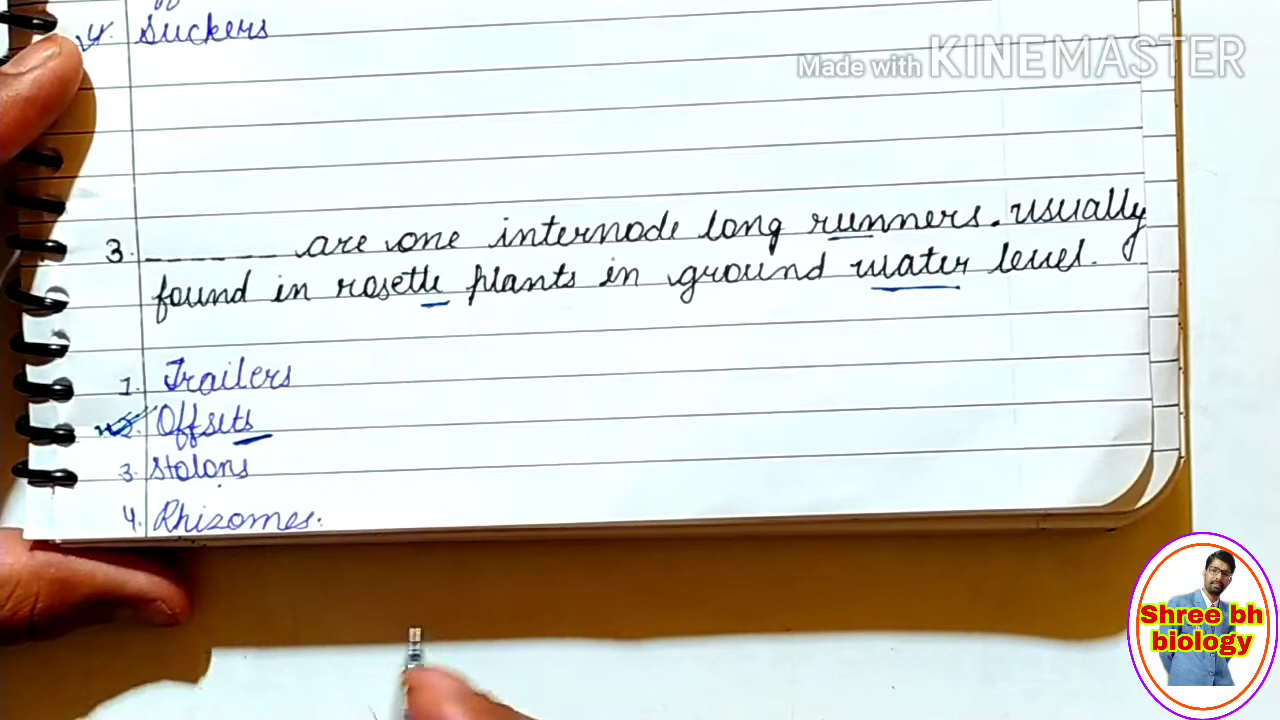 4. Suckers
Made with KINEMASTER
3. ______ are one internode long runners. usually
found in rosette plants in ground water level.
1. Trailers
2. Offsets
3. Stolons
4. Rhizomes.
Shree bh
biology